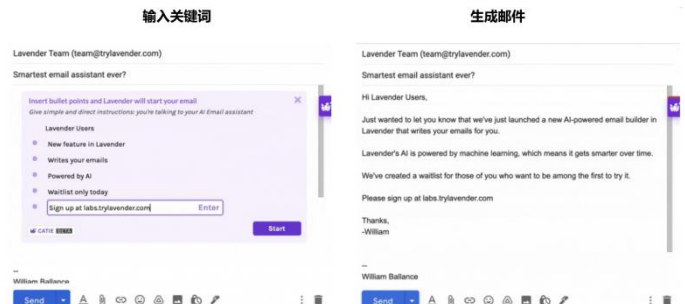 输入关键词
Lavender Team (team@trylavender.com)
Smartest email assistant ever?
Insert bullet points and Lavender will start your email
Give simple and direct instructions: you're talking to your AI Email assistant
Lavender Users
New feature in Lavender
Writes your emails
Powered by AI
Waitlist only today
Sign up at labs.trylavender.com Enter
CATIE BETA Start
--
William Ballance
Send
生成邮件
Lavender Team (team@trylavender.com)
Smartest email assistant ever?
Hi Lavender Users,
Just wanted to let you know that we've just launched a new AI-powered email builder in
Lavender that writes your emails for you.
Lavender's AI is powered by machine learning, which means it gets smarter over time.
We've created a waitlist for those of you who want to be among the first to try it.
Please sign up at labs.trylavender.com
Thanks,
-William
--
William Ballance
Send